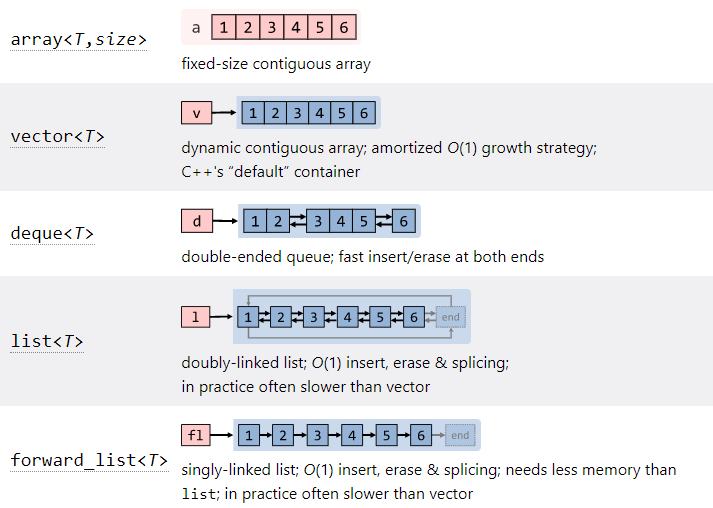 array<T,size>
a 1 2 3 4 5 6
fixed-size contiguous array
vector<T>
v 1 2 3 4 5 6
dynamic contiguous array; amortized O(1) growth strategy;
C++'s “default” container
deque<T>
d 1 2 3 4 5 6
double-ended queue; fast insert/erase at both ends
list<T>
l 1 2 3 4 5 6 end
doubly-linked list; O(1) insert, erase & splicing;
in practice often slower than vector
forward_list<T>
fl 1 2 3 4 5 6 end
singly-linked list; O(1) insert, erase & splicing; needs less memory than
list; in practice often slower than vector